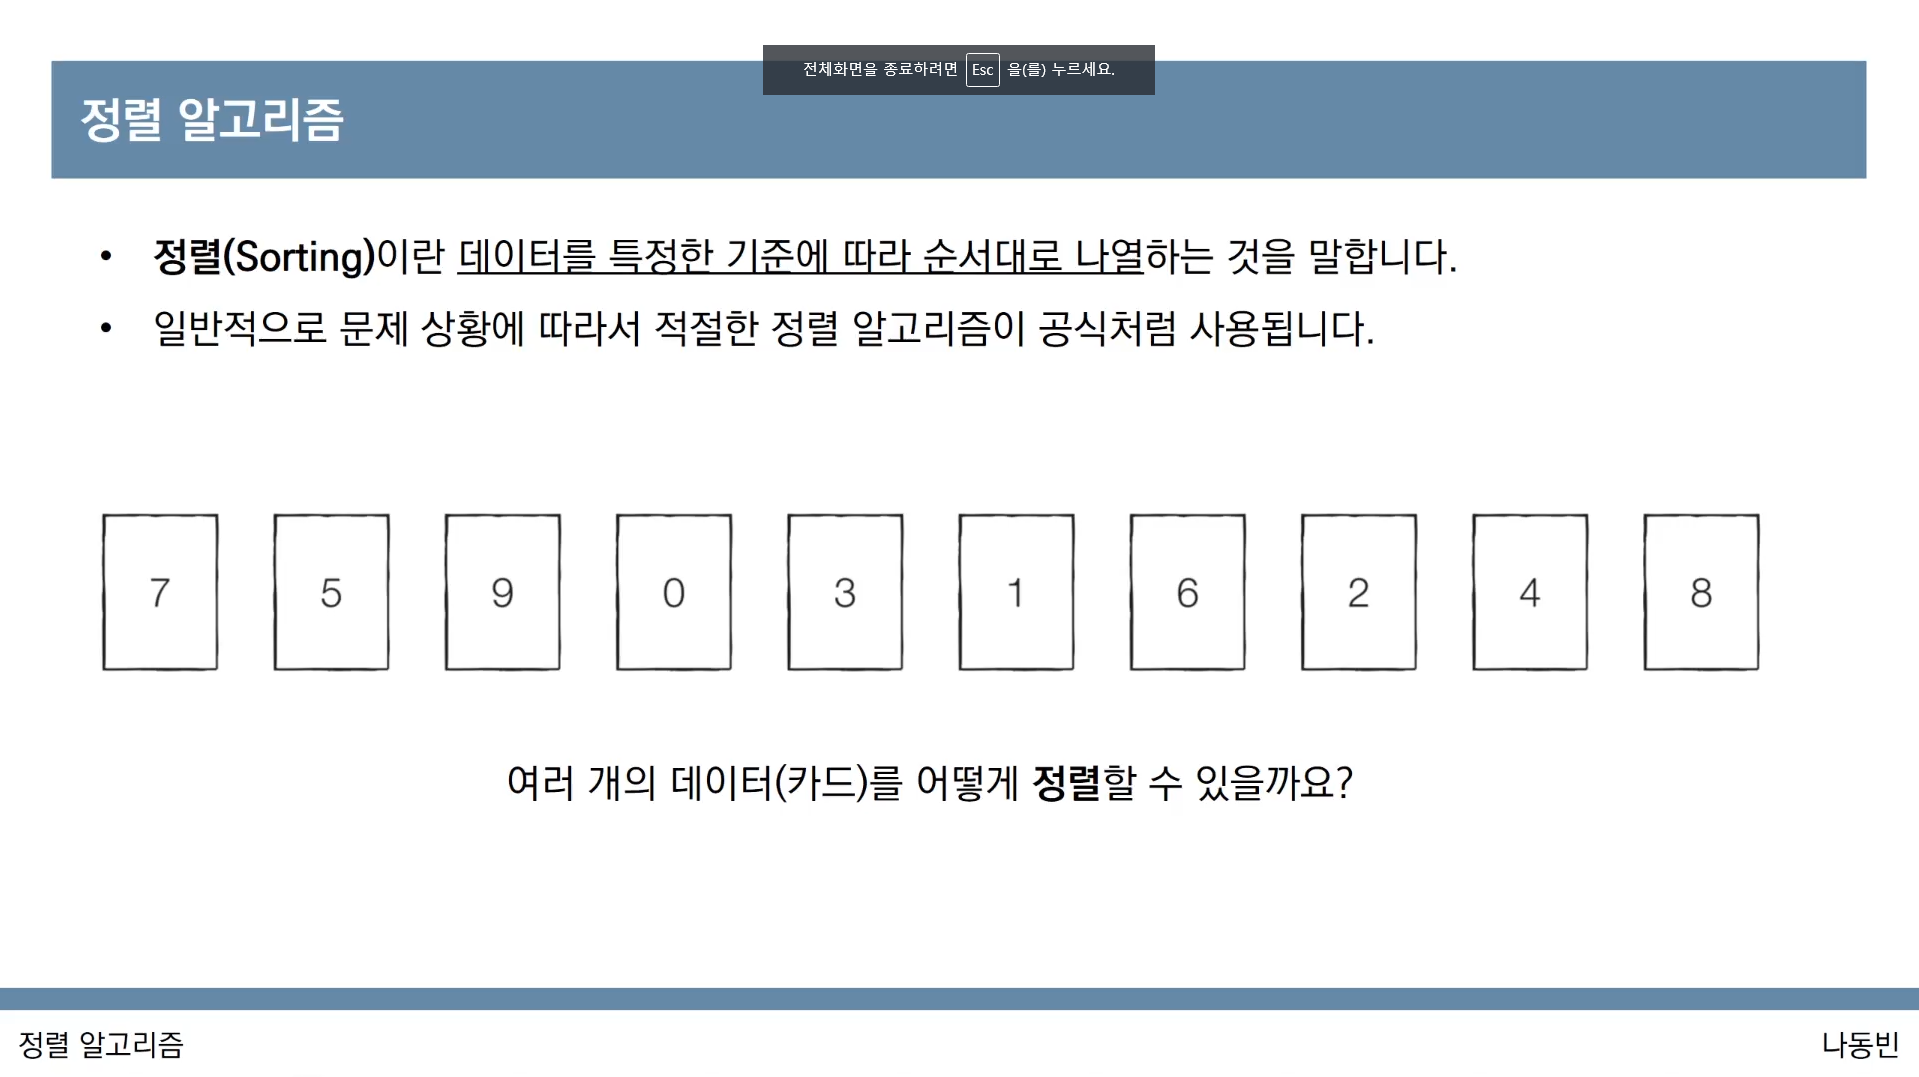 전체화면을 종료하려면 Esc 을(를) 누르세요.
정렬 알고리즘
• 정렬(Sorting)이란 데이터를 특정한 기준에 따라 순서대로 나열하는 것을 말합니다.
• 일반적으로 문제 상황에 따라서 적절한 정렬 알고리즘이 공식처럼 사용됩니다.
7 5 9 0 3 1 6 2 4 8
여러 개의 데이터(카드)를 어떻게 정렬할 수 있을까요?
정렬 알고리즘
나동빈